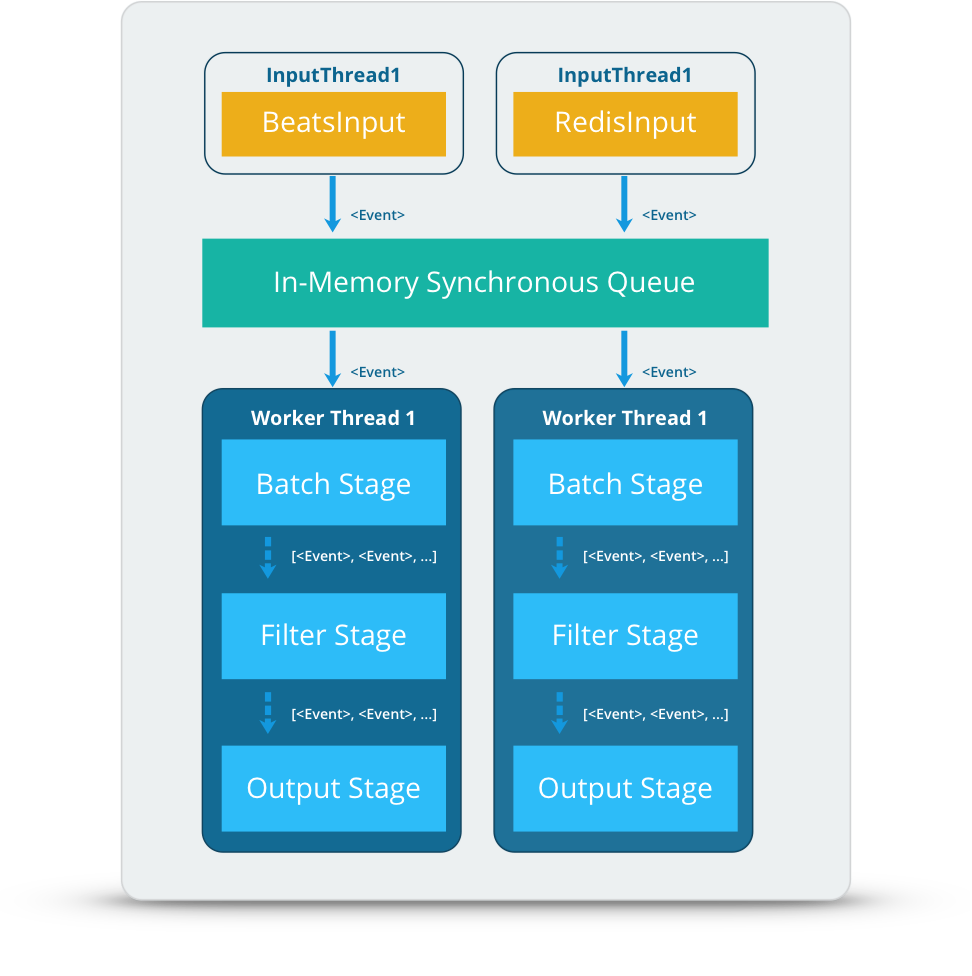 InputThread1
BeatsInput
InputThread1
RedisInput
<Event>
<Event>
In-Memory Synchronous Queue
<Event>
<Event>
Worker Thread 1
Batch Stage
[<Event>, <Event>, ...]
Filter Stage
[<Event>, <Event>, ...]
Output Stage
Worker Thread 1
Batch Stage
[<Event>, <Event>, ...]
Filter Stage
[<Event>, <Event>, ...]
Output Stage